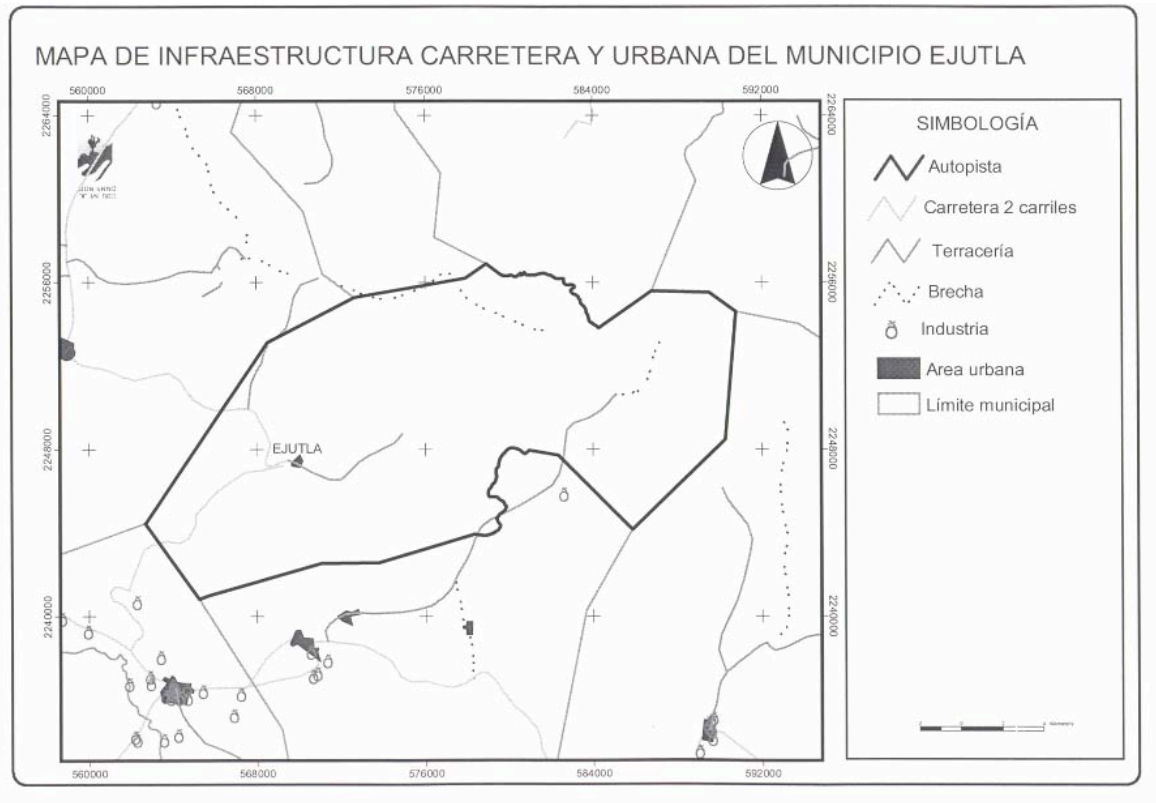 MAPA DE INFRAESTRUCTURA CARRETERA Y URBANA DEL MUNICIPIO EJUTLA
560000 568000 576000 584000 592000
2264000 2264000
2256000 2256000
2248000 2248000
2240000 2240000
EJUTLA
560000 568000 576000 584000 592000
SIMBOLOGÍA
Autopista
Carretera 2 carriles
Terracería
Brecha
Industria
Area urbana
Límite municipal